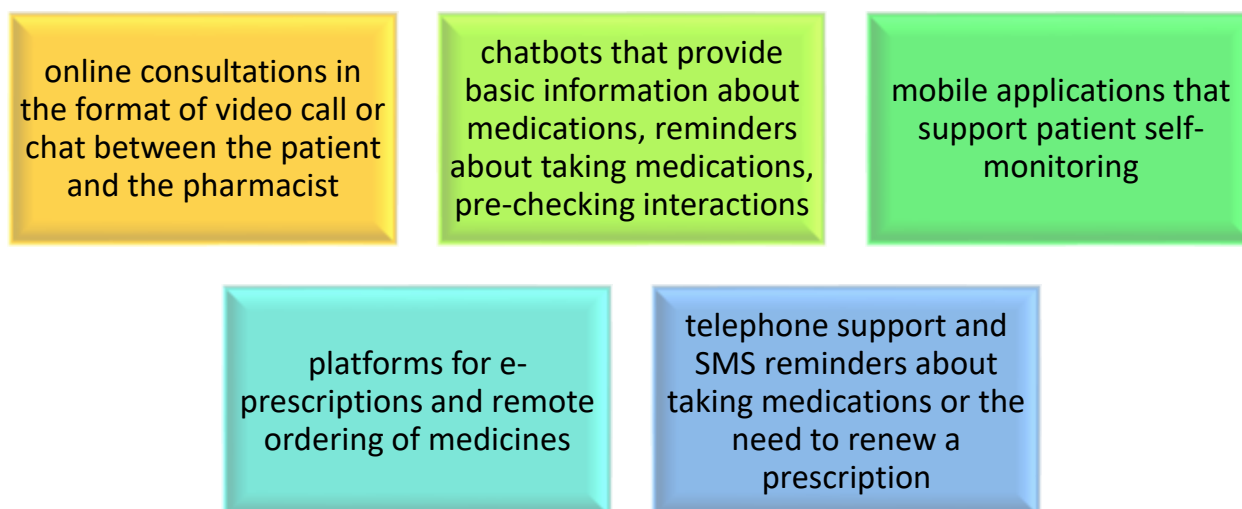 online consultations in
the format of video call or
chat between the patient
and the pharmacist
chatbots that provide
basic information about
medications, reminders
about taking medications,
pre-checking interactions
mobile applications that
support patient self-
monitoring
platforms for e-
prescriptions and remote
ordering of medicines
telephone support and
SMS reminders about
taking medications or the
need to renew a
prescription